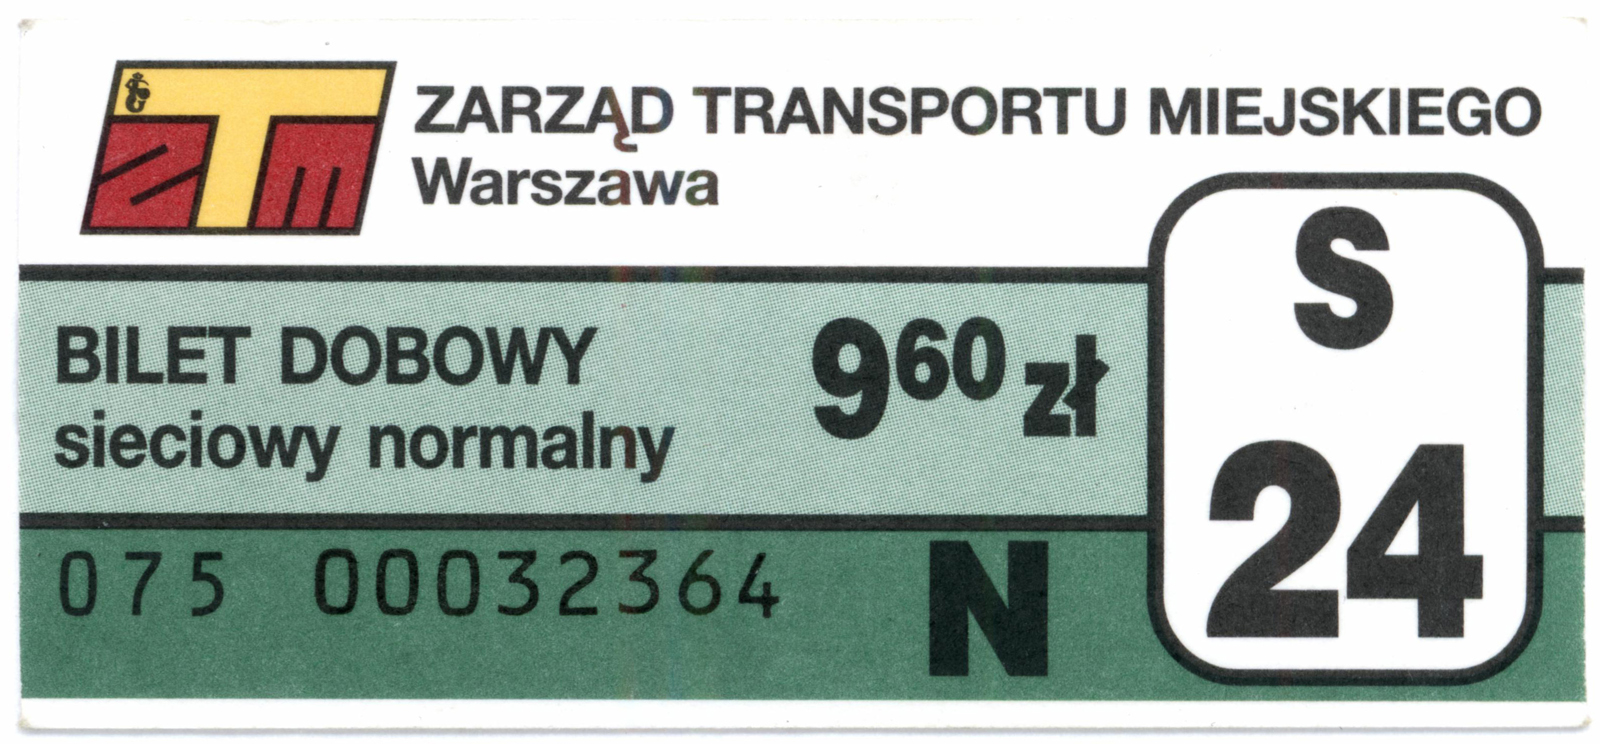 ZTM
ZARZĄD TRANSPORTU MIEJSKIEGO
Warszawa
S
BILET DOBOWY
9⁶⁰ zł
sieciowy normalny
24
075 00032364
N